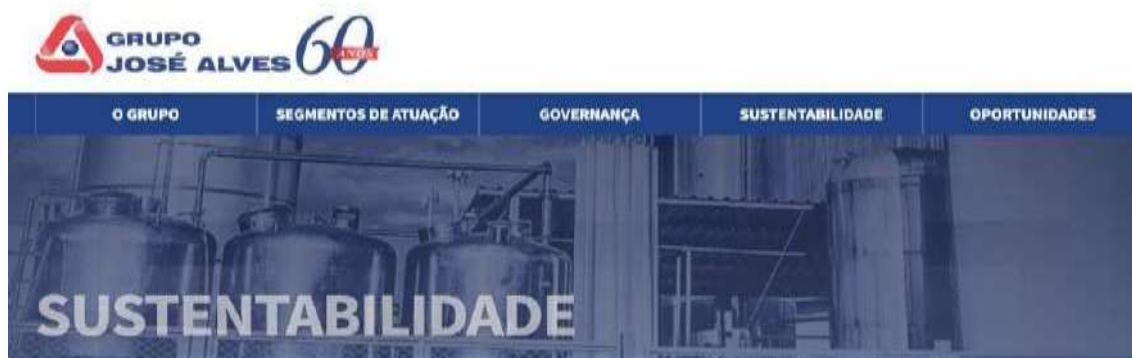 GRUPO
JOSÉ ALVES
60
ANOS
O GRUPO
SEGMENTOS DE ATUAÇÃO
GOVERNANÇA
SUSTENTABILIDADE
OPORTUNIDADES
SUSTENTABILIDADE